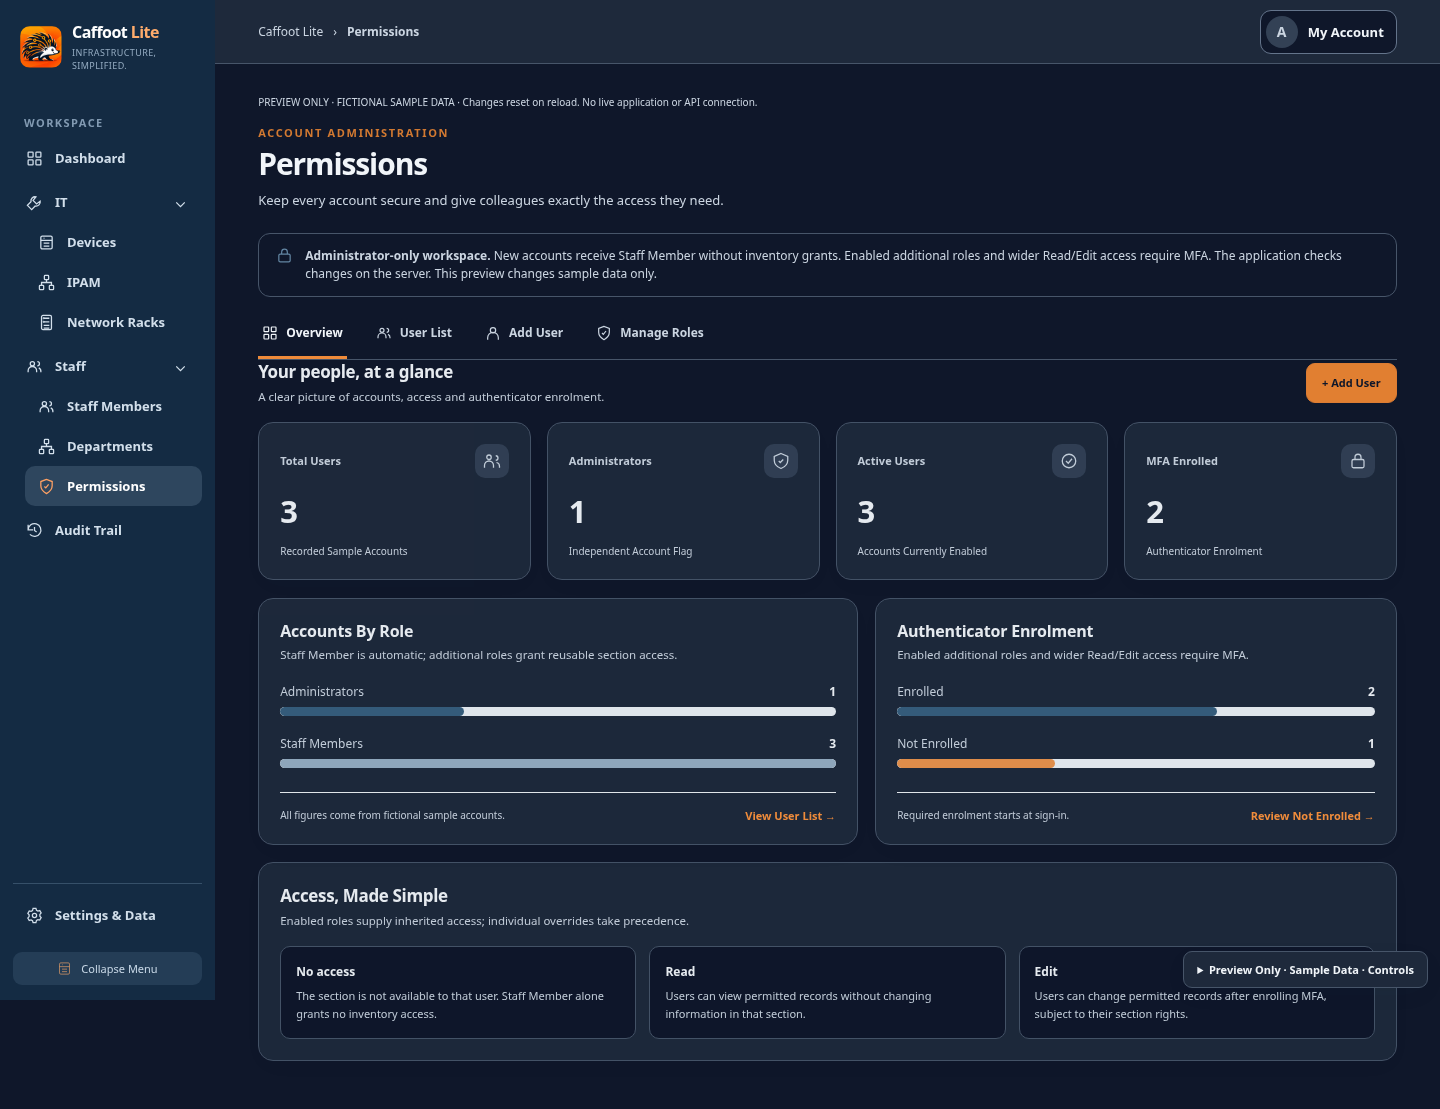 Caffoot Lite
INFRASTRUCTURE,
SIMPLIFIED.
WORKSPACE
Dashboard
IT
Devices
IPAM
Network Racks
Staff
Staff Members
Departments
Permissions
Audit Trail
Settings & Data
Collapse Menu
Caffoot Lite › Permissions
A My Account
PREVIEW ONLY · FICTIONAL SAMPLE DATA · Changes reset on reload. No live application or API connection.
ACCOUNT ADMINISTRATION
Permissions
Keep every account secure and give colleagues exactly the access they need.
Administrator-only workspace. New accounts receive Staff Member without inventory grants. Enabled additional roles and wider Read/Edit access require MFA. The application checks
changes on the server. This preview changes sample data only.
Overview User List Add User Manage Roles
Your people, at a glance
A clear picture of accounts, access and authenticator enrolment.
+ Add User
Total Users
3
Recorded Sample Accounts
Administrators
1
Independent Account Flag
Active Users
3
Accounts Currently Enabled
MFA Enrolled
2
Authenticator Enrolment
Accounts By Role
Staff Member is automatic; additional roles grant reusable section access.
Administrators 1
Staff Members 3
All figures come from fictional sample accounts. View User List →
Authenticator Enrolment
Enabled additional roles and wider Read/Edit access require MFA.
Enrolled 2
Not Enrolled 1
Required enrolment starts at sign-in. Review Not Enrolled →
Access, Made Simple
Enabled roles supply inherited access; individual overrides take precedence.
No access
The section is not available to that user. Staff Member alone
grants no inventory access.
Read
Users can view permitted records without changing
information in that section.
Edit
Users can change permitted records after enrolling MFA,
subject to their section rights.
▶ Preview Only · Sample Data · Controls